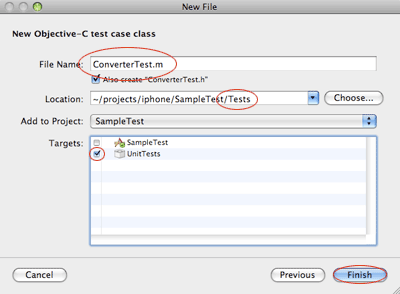 New File
New Objective-C test case class
File Name: ConverterTest.m
Also create "ConverterTest.h"
Location: ~/projects/iphone/SampleTest/Tests Choose...
Add to Project: SampleTest
Targets: SampleTest
UnitTests
Cancel Previous Finish